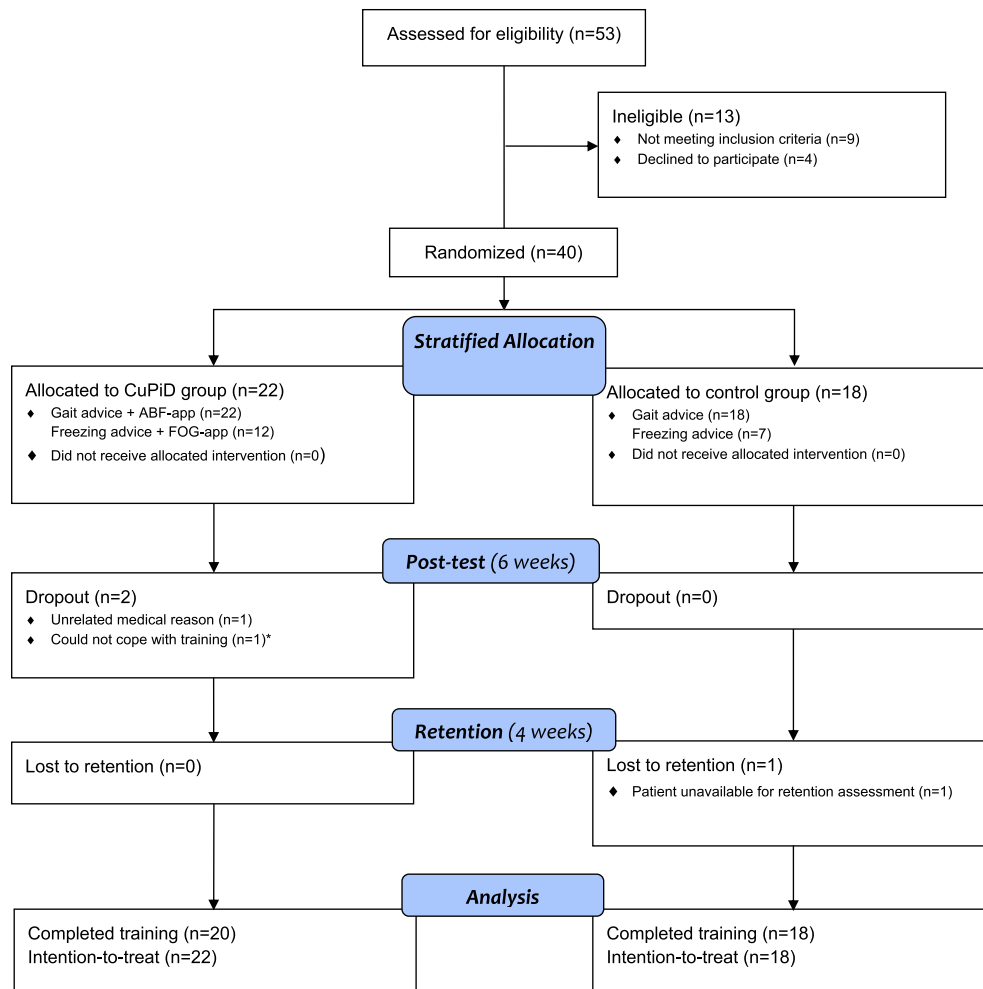 Assessed for eligibility (n=53)
Ineligible (n=13)
♦ Not meeting inclusion criteria (n=9)
♦ Declined to participate (n=4)
Randomized (n=40)
Stratified Allocation
Allocated to CuPiD group (n=22)
♦ Gait advice + ABF-app (n=22)
Freezing advice + FOG-app (n=12)
♦ Did not receive allocated intervention (n=0)
Allocated to control group (n=18)
♦ Gait advice (n=18)
Freezing advice (n=7)
♦ Did not receive allocated intervention (n=0)
Post-test (6 weeks)
Dropout (n=2)
♦ Unrelated medical reason (n=1)
♦ Could not cope with training (n=1)*
Dropout (n=0)
Retention (4 weeks)
Lost to retention (n=0)
Lost to retention (n=1)
♦ Patient unavailable for retention assessment (n=1)
Analysis
Completed training (n=20)
Intention-to-treat (n=22)
Completed training (n=18)
Intention-to-treat (n=18)